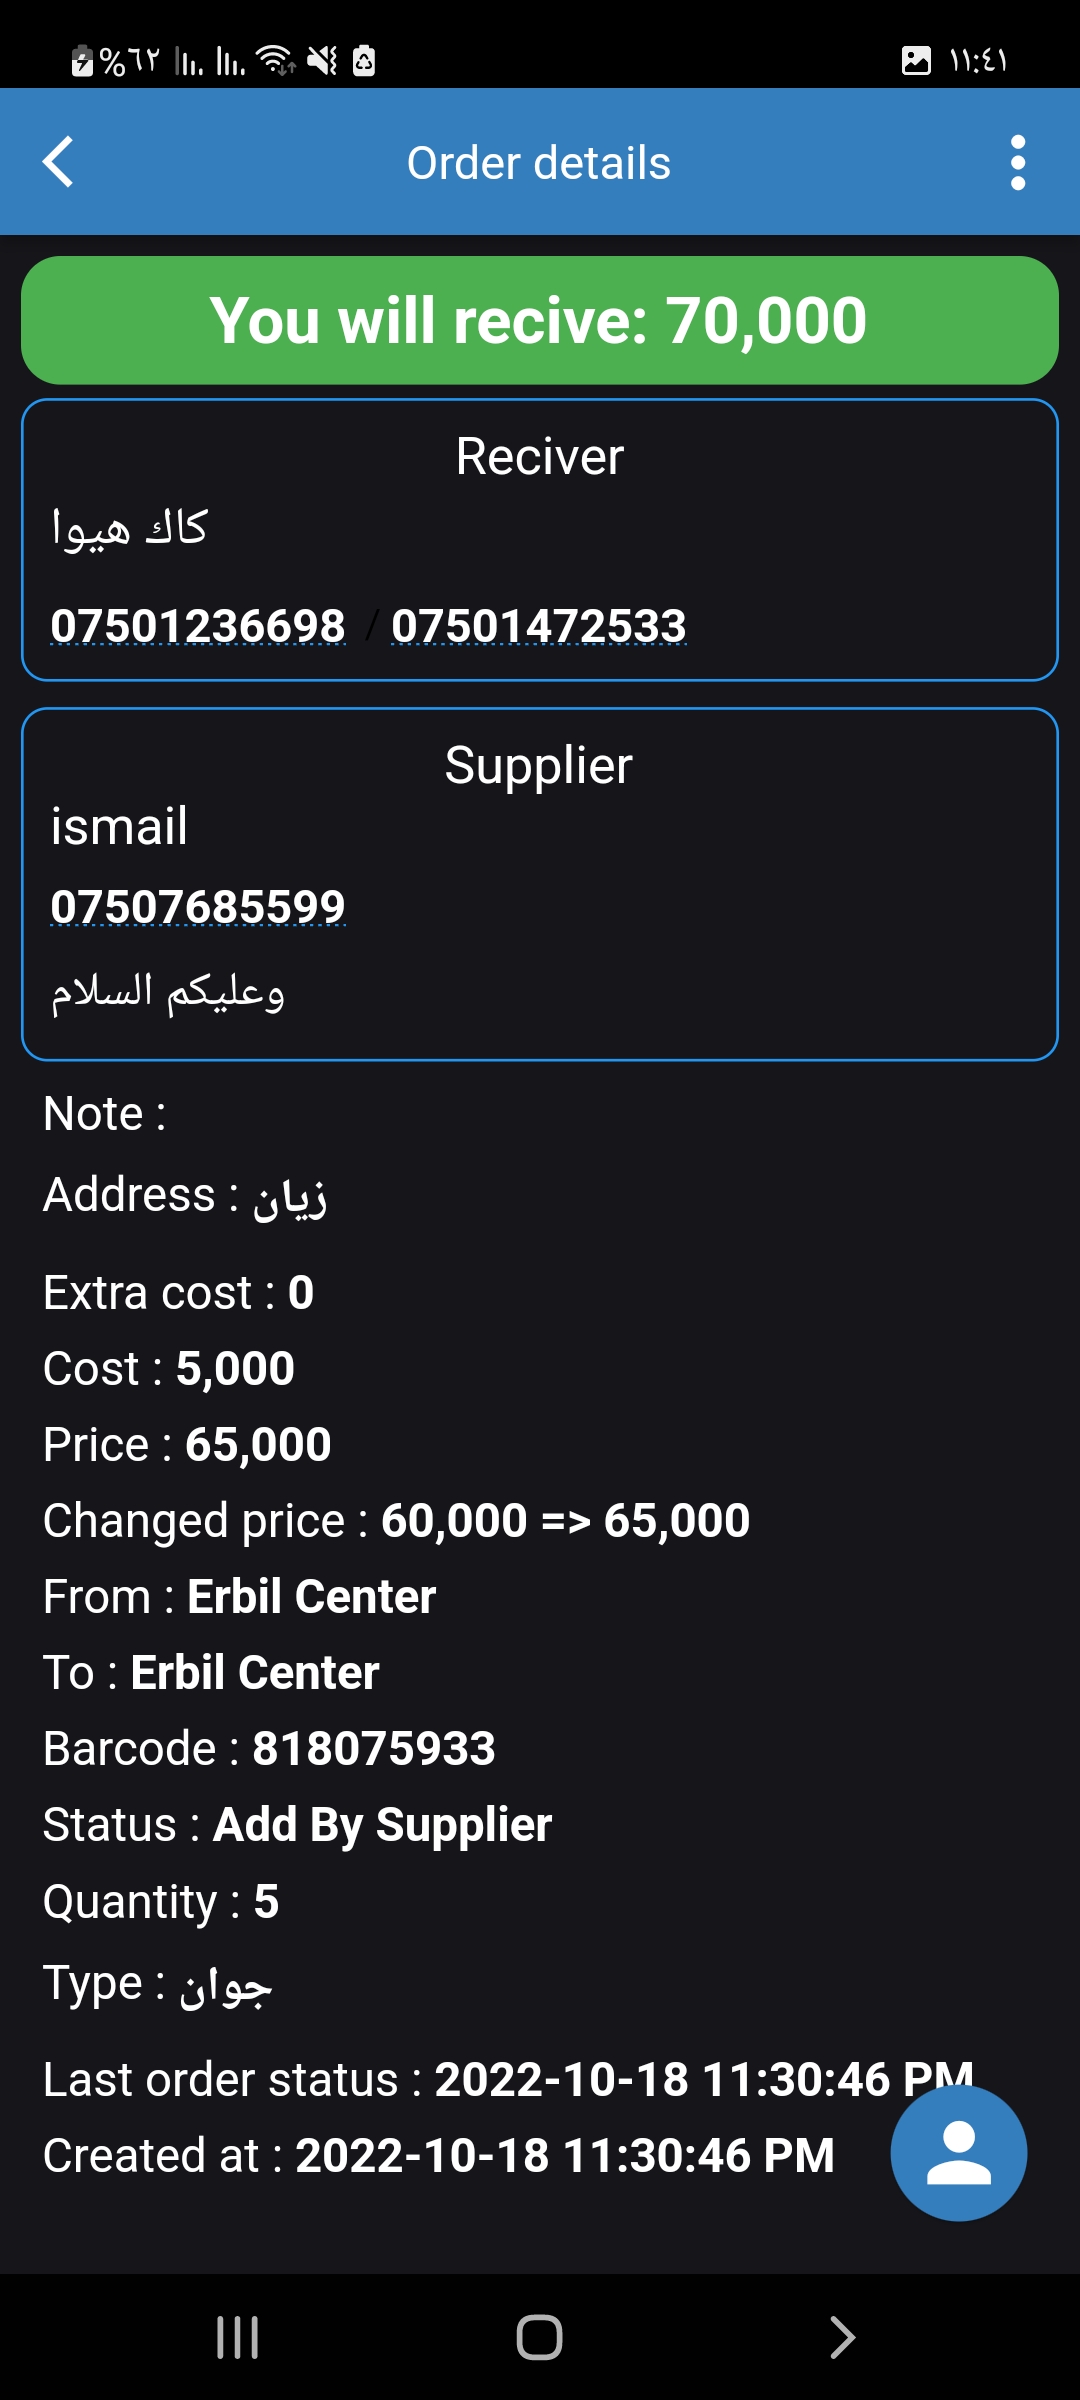 %٦٢
١١:٤١
Order details
You will recive: 70,000
Reciver
كاك هيوا
07501236698 / 07501472533
Supplier
ismail
07507685599
وعليكم السلام
Note :
Address : زيان
Extra cost : 0
Cost : 5,000
Price : 65,000
Changed price : 60,000 => 65,000
From : Erbil Center
To : Erbil Center
Barcode : 818075933
Status : Add By Supplier
Quantity : 5
Type : جوان
Last order status : 2022-10-18 11:30:46 PM
Created at : 2022-10-18 11:30:46 PM